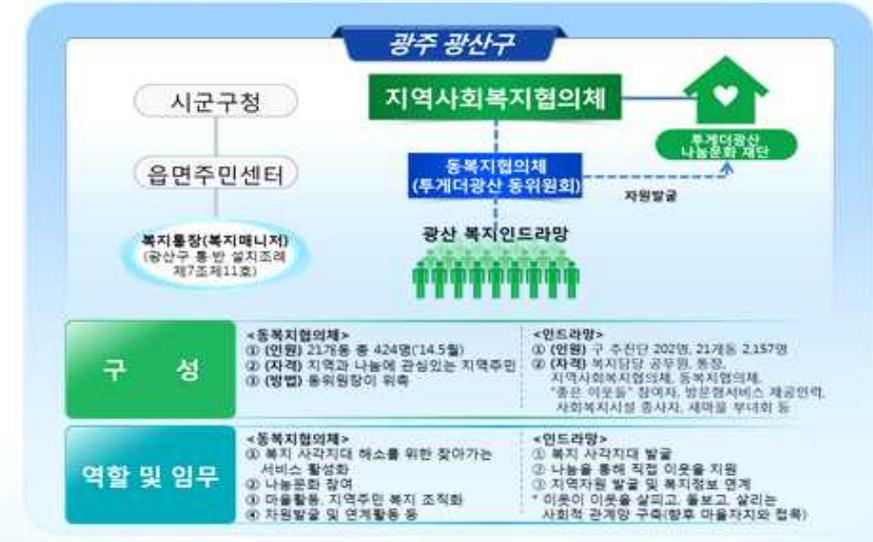 광주 광산구
시군구청
읍면주민센터
복지통장(복지매니저)
(광산구 통·반 설치조례
제7조제11호)
지역사회복지협의체
동복지협의체
(투게더광산 동위원회)
광산 복지인드라망
투게더광산
나눔문화 재단
자원발굴
구 성
<동복지협의체>
① (인원) 21개동 총 424명('14.5월)
② (자격) 지역과 나눔에 관심있는 지역주민
③ (방법) 동위원장이 위촉
<인드라망>
① (인원) 구 추진단 202명, 21개동 2,157명
② (자격) 복지담당 공무원, 통장,
지역사회복지협의체, 동복지협의체,
"좋은 이웃들" 참여자, 방문형서비스 제공인력,
사회복지시설 종사자, 새마을 부녀회 등
역할 및 임무
<동복지협의체>
① 복지 사각지대 해소를 위한 찾아가는
서비스 활성화
② 나눔문화 참여
③ 마을활동, 지역주민 복지 조직화
④ 자원발굴 및 연계활동 등
<인드라망>
① 복지 사각지대 발굴
② 나눔을 통해 직접 이웃을 지원
③ 지역자원 발굴 및 복지정보 연계
* 이웃이 이웃을 살피고, 돌보고, 살리는
사회적 관계망 구축(향후 마을자치와 접목)